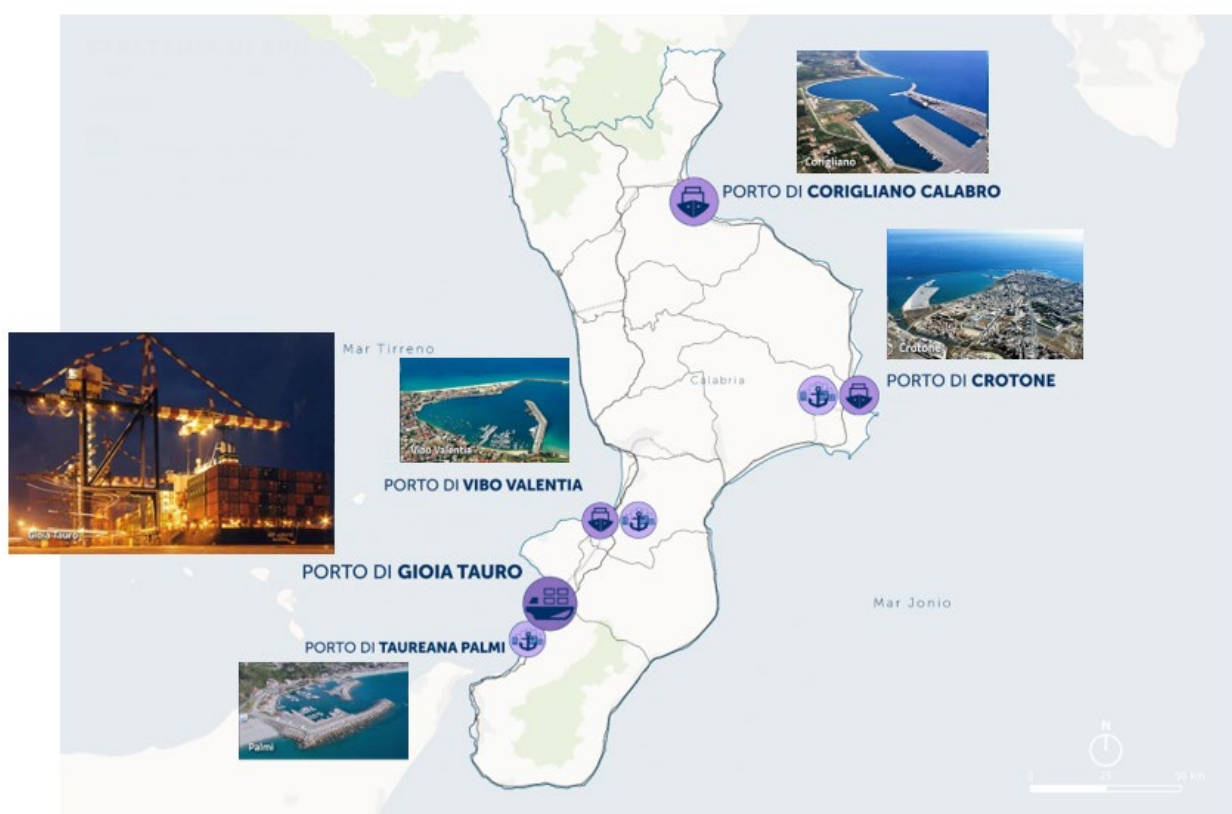 Corigliano
PORTO DI CORIGLIANO CALABRO
Crotone
PORTO DI CROTONE
Mar Tirreno
Calabria
Vibo Valentia
PORTO DI VIBO VALENTIA
Gioia Tauro
PORTO DI GIOIA TAURO
Mar Jonio
PORTO DI TAUREANA PALMI
Palmi
N
0 25 50 km